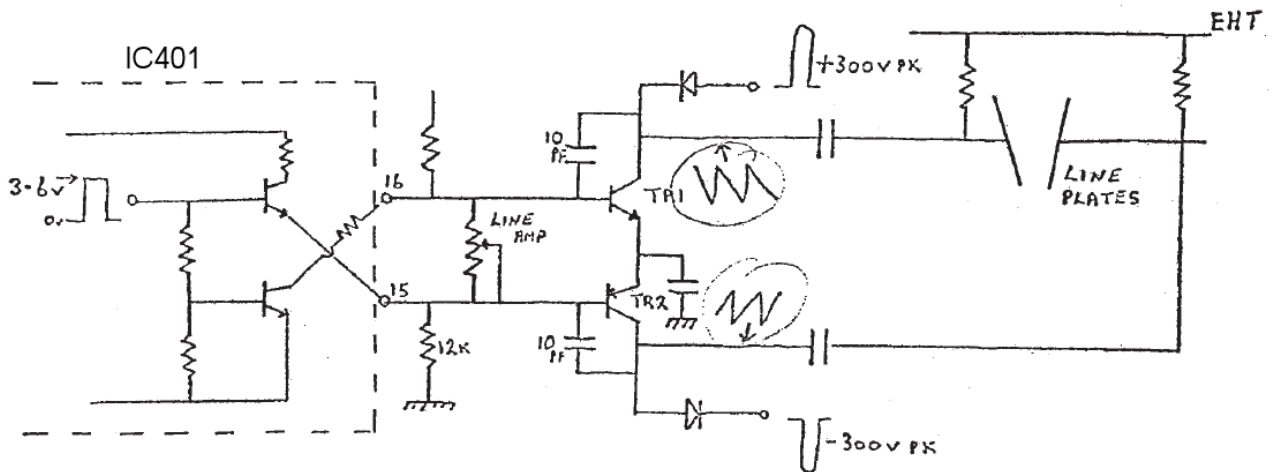 IC401
EHT
+300V PK
3-6V
0V
10
PF
16
TR1
LINE
AMP
LINE
PLATES
15
TR2
12K
10
PF
-300V PK